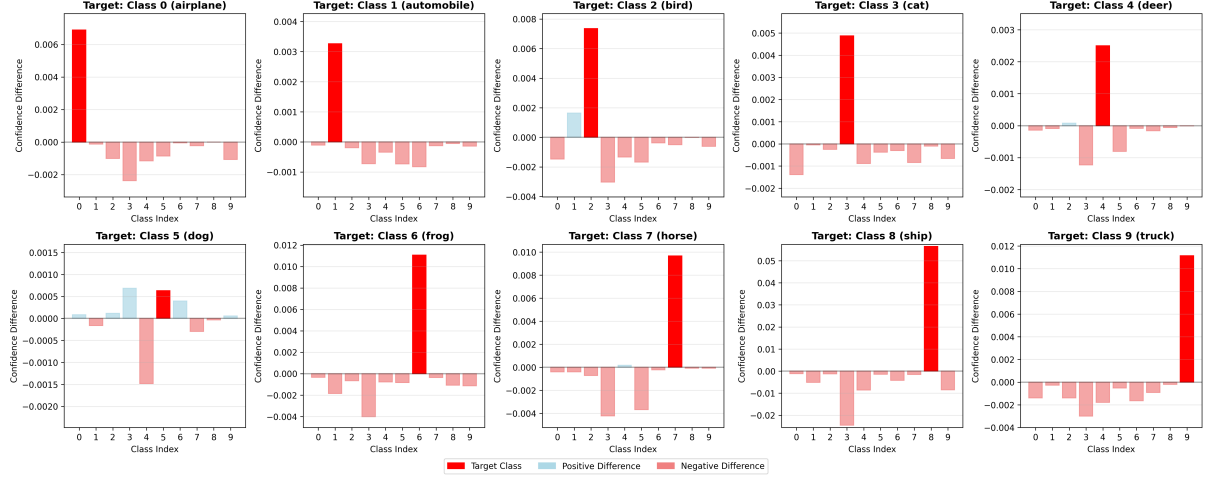 Target: Class 0 (airplane)
Confidence Difference
0.006
0.004
0.002
0.000
−0.002
0 1 2 3 4 5 6 7 8 9
Class Index
Target: Class 1 (automobile)
Confidence Difference
0.004
0.003
0.002
0.001
0.000
−0.001
0 1 2 3 4 5 6 7 8 9
Class Index
Target: Class 2 (bird)
Confidence Difference
0.008
0.006
0.004
0.002
0.000
−0.002
−0.004
0 1 2 3 4 5 6 7 8 9
Class Index
Target: Class 3 (cat)
Confidence Difference
0.005
0.004
0.003
0.002
0.001
0.000
−0.001
−0.002
0 1 2 3 4 5 6 7 8 9
Class Index
Target: Class 4 (deer)
Confidence Difference
0.003
0.002
0.001
0.000
−0.001
−0.002
0 1 2 3 4 5 6 7 8 9
Class Index
Target: Class 5 (dog)
Confidence Difference
0.0015
0.0010
0.0005
0.0000
−0.0005
−0.0010
−0.0015
−0.0020
0 1 2 3 4 5 6 7 8 9
Class Index
Target: Class 6 (frog)
Confidence Difference
0.012
0.010
0.008
0.006
0.004
0.002
0.000
−0.002
−0.004
0 1 2 3 4 5 6 7 8 9
Class Index
Target: Class 7 (horse)
Confidence Difference
0.010
0.008
0.006
0.004
0.002
0.000
−0.002
−0.004
0 1 2 3 4 5 6 7 8 9
Class Index
Target: Class 8 (ship)
Confidence Difference
0.05
0.04
0.03
0.02
0.01
0.00
−0.01
−0.02
0 1 2 3 4 5 6 7 8 9
Class Index
Target: Class 9 (truck)
Confidence Difference
0.012
0.010
0.008
0.006
0.004
0.002
0.000
−0.002
−0.004
0 1 2 3 4 5 6 7 8 9
Class Index
Target Class
Positive Difference
Negative Difference